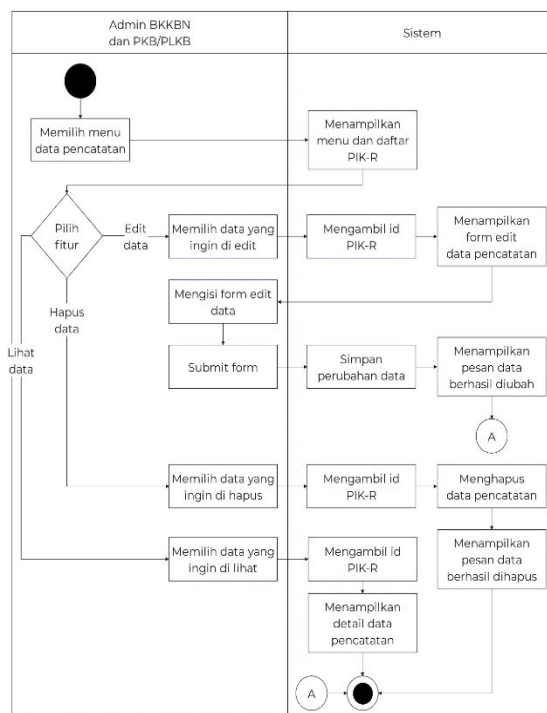 Admin BKKBN
dan PKB/PLKB
Sistem
Memilih menu
data pencatatan
Menampilkan
menu dan daftar
PIK-R
Pilih
fitur
Edit
data
Memilih data yang
ingin di edit
Mengambil id
PIK-R
Menampilkan
form edit
data pencatatan
Mengisi form edit
data
Hapus
data
Lihat
data
Submit form
Simpan
perubahan data
Menampilkan
pesan data
berhasil diubah
A
Memilih data yang
ingin di hapus
Mengambil id
PIK-R
Menghapus
data pencatatan
Memilih data yang
ingin di lihat
Mengambil id
PIK-R
Menampilkan
pesan data
berhasil dihapus
Menampilkan
detail data
pencatatan
A